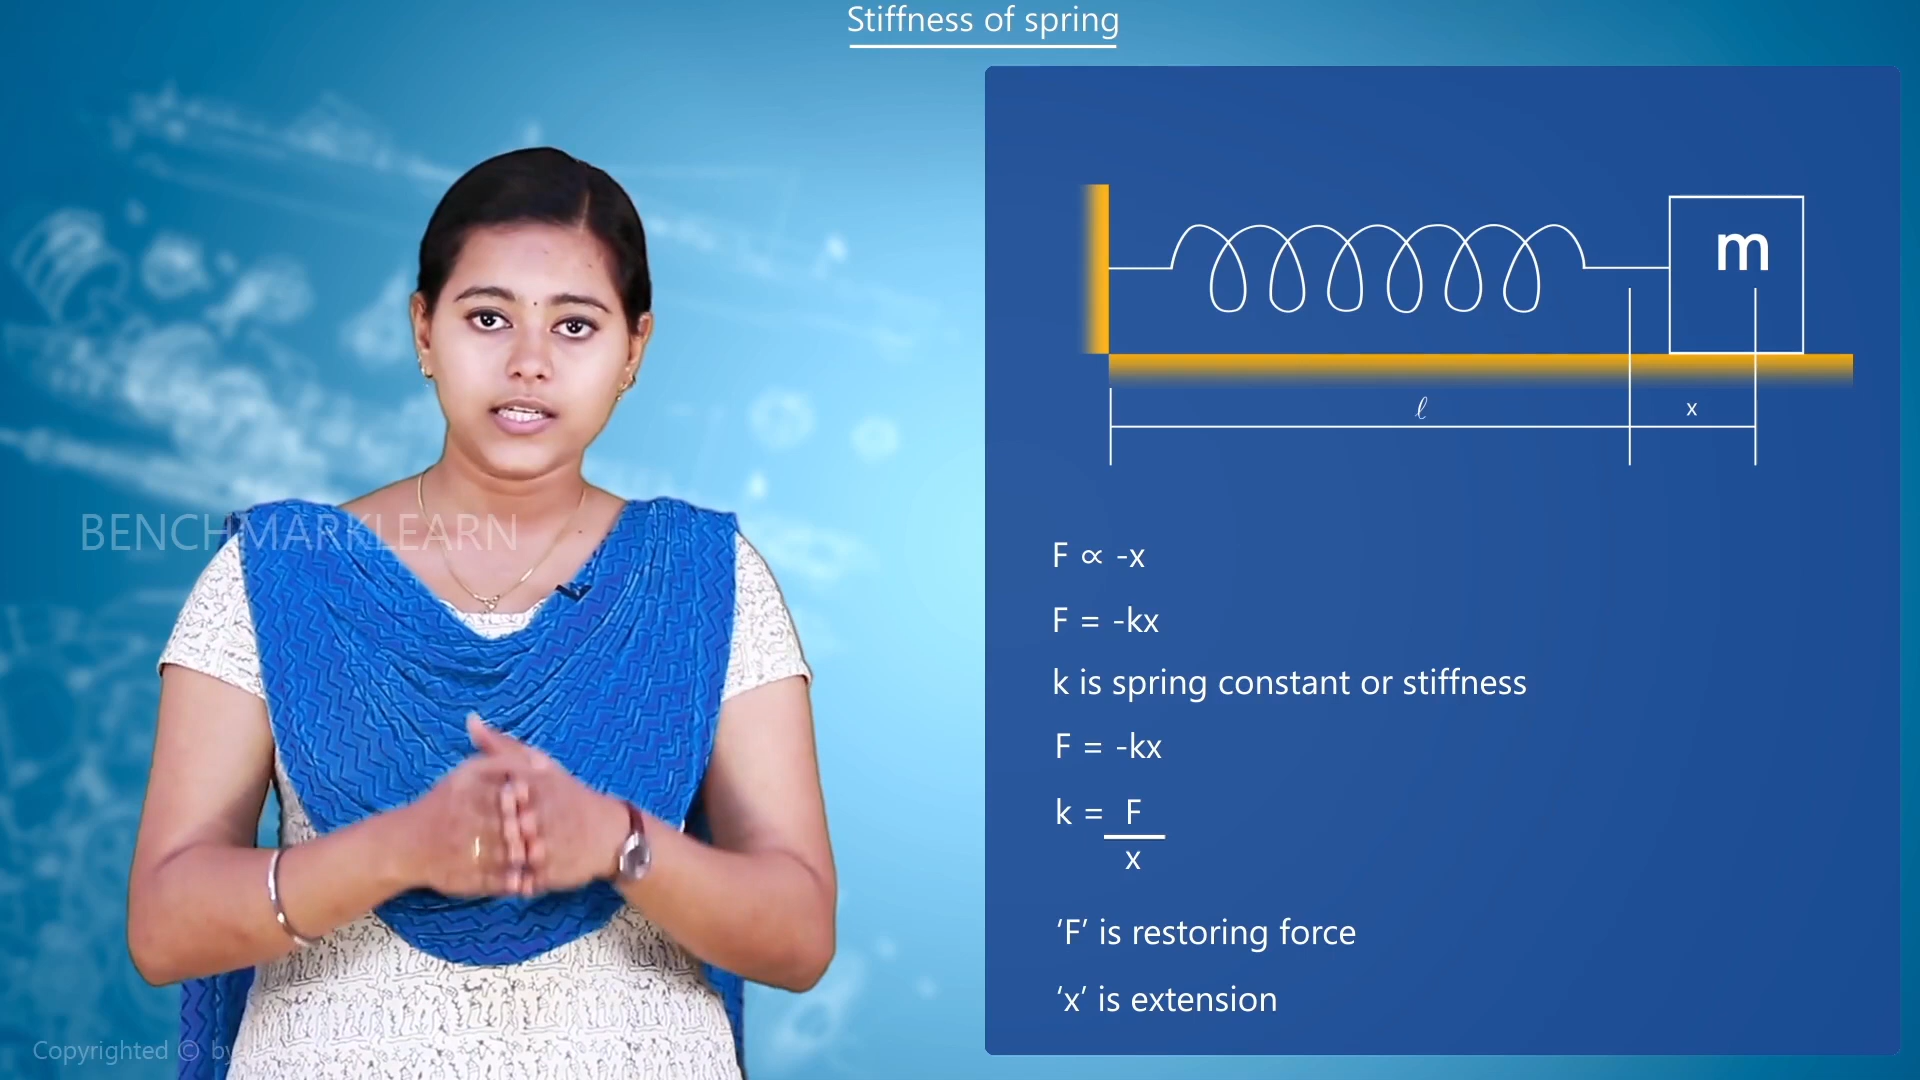 Stiffness of spring
m
ℓ
x
BENCHMARKLEARN
F ∝ -x
F = -kx
k is spring constant or stiffness
F = -kx
k = F
x
‘F’ is restoring force
‘x’ is extension
Copyrighted © by